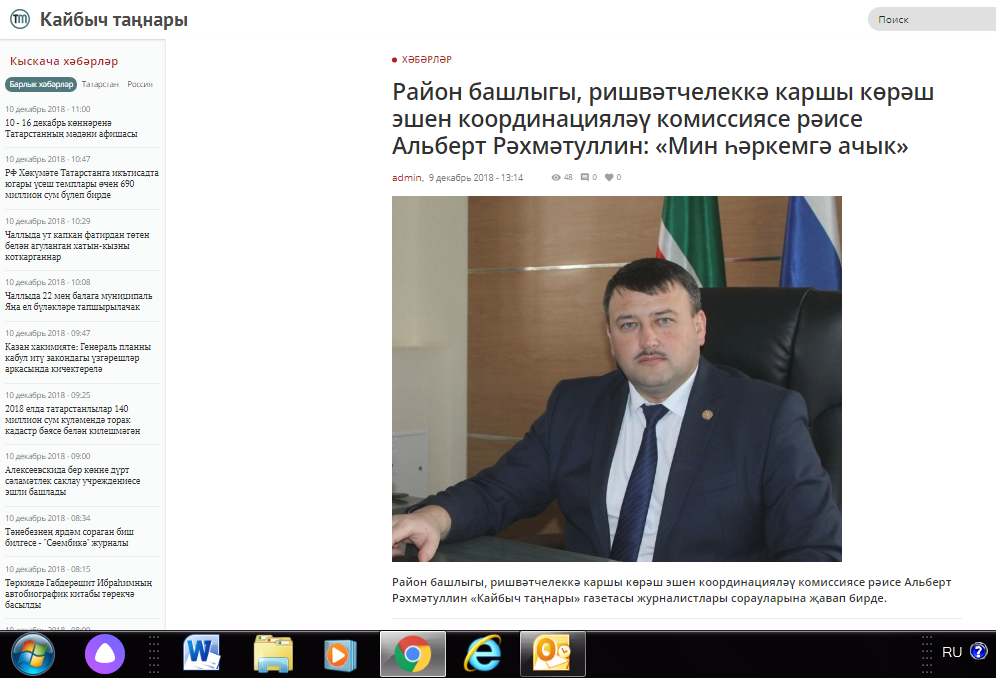 Кайбыч таңнары
Поиск
Кыскача хәбәрләр
Барлык хәбәрләр Татарстан Россия
10 декабрь 2018 - 11:00
10 - 16 декабрь көннәренә
Татарстанның мәдәни афишасы
10 декабрь 2018 - 10:47
РФ Хөкүмәте Татарстанга икътисадта
югары үсеш темплары өчен 690
миллион сум бүлеп бирде
10 декабрь 2018 - 10:29
Чаллыда ут капкан фатирдан төтен
белән агуланган хатын-кызны
коткарганнар
10 декабрь 2018 - 10:08
Чаллыда 22 мең балага муниципаль
Яңа ел бүләкләре тапшырылачак
10 декабрь 2018 - 09:47
Казан хакимияте: Генераль планны
кабул итү закондагы үзгәрешләр
аркасында кичектерелә
10 декабрь 2018 - 09:25
2018 елда татарстанлылар 140
миллион сум күләмендә торак
кадастр бәясе белән килешмәгән
10 декабрь 2018 - 09:00
Алексеевскида бер көнне дүрт
сәламәтлек саклау учреждениесе
эшли башлады
10 декабрь 2018 - 08:34
Тәнебезнең ярдәм сораган биш
билгесе - "Сөембикә" журналы
10 декабрь 2018 - 08:15
Төркиядә Габдерәшит Ибраһимның
автобиографик китабы төрекчә
басылды
10 декабрь 2018 - 08:00
ХӘБӘРЛӘР
Район башлыгы, ришвәтчелеккә каршы көрәш
эшен координацияләү комиссиясе рәисе
Альберт Рәхмәтуллин: «Мин һәркемгә ачык»
admin, 9 декабрь 2018 - 13:14 48 0 0
Район башлыгы, ришвәтчелеккә каршы көрәш эшен координацияләү комиссиясе рәисе Альберт
Рәхмәтуллин «Кайбыч таңнары» газетасы журналистлары сорауларына җавап бирде.
RU